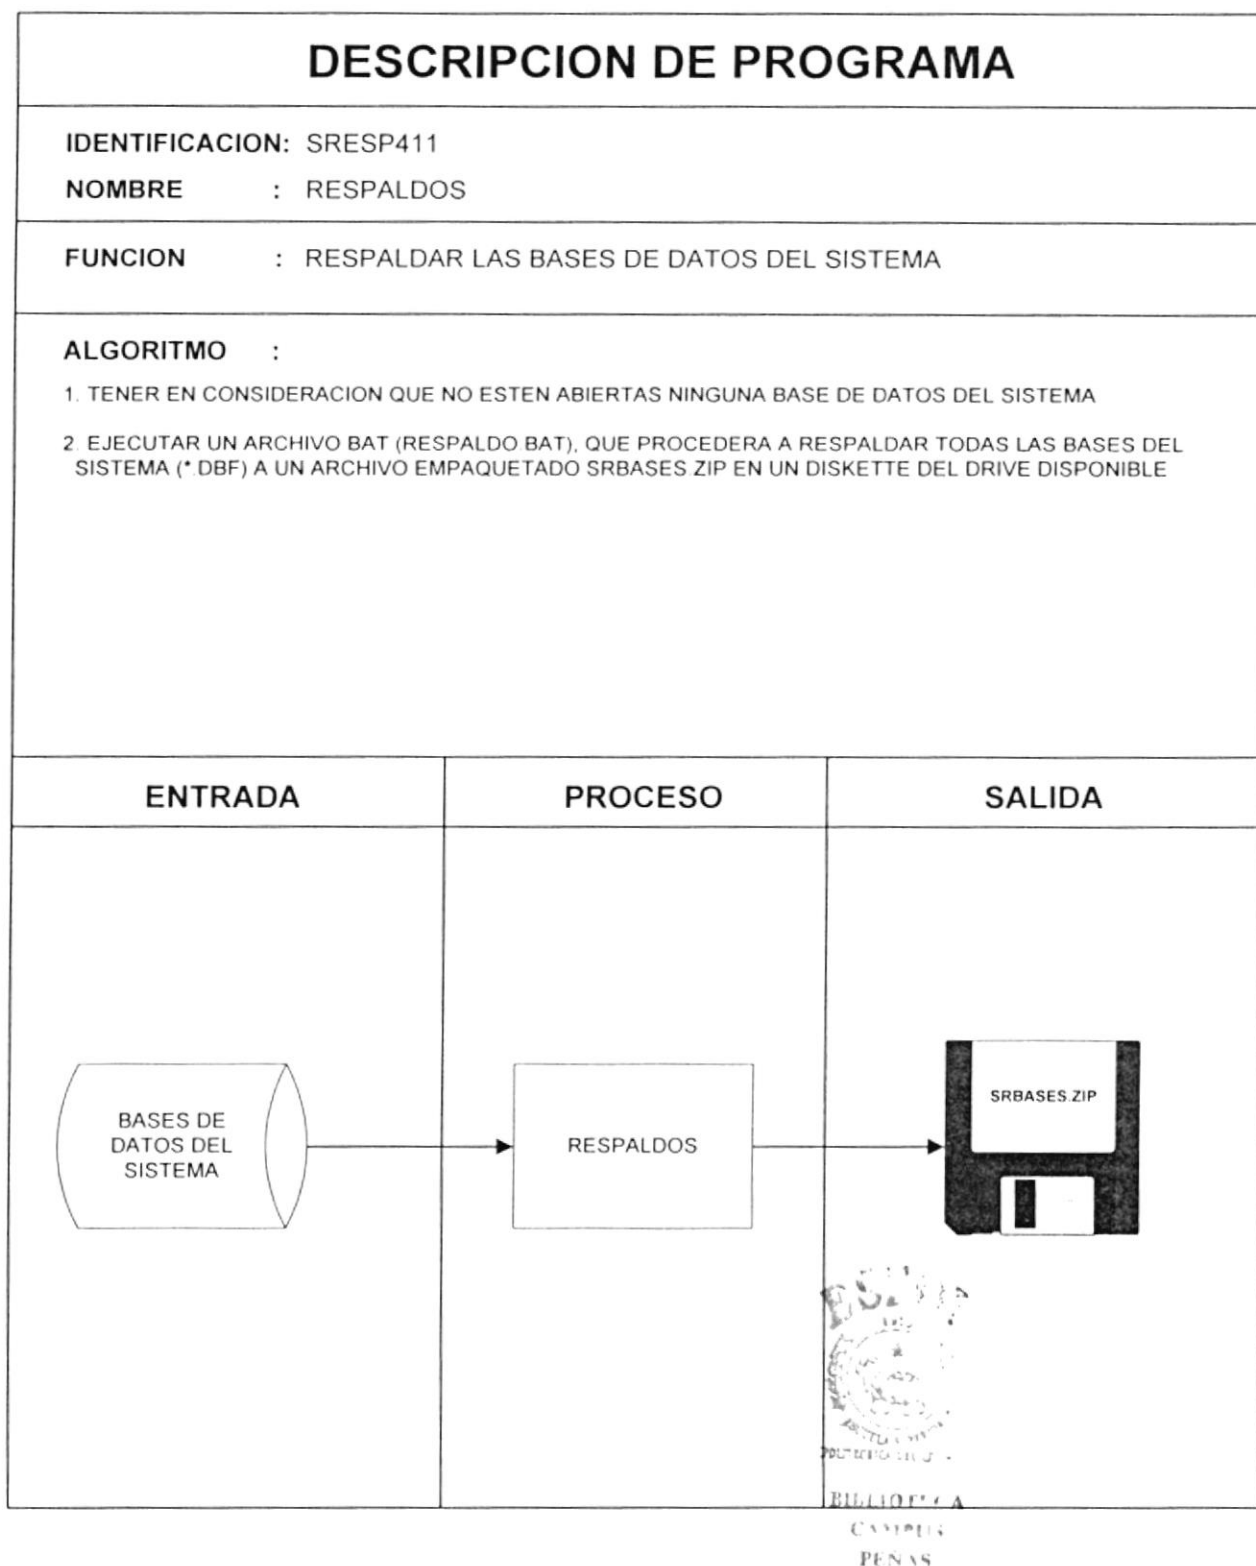 DESCRIPCION DE PROGRAMA
IDENTIFICACION: SRESP411
NOMBRE : RESPALDOS
FUNCION : RESPALDAR LAS BASES DE DATOS DEL SISTEMA
ALGORITMO :
1. TENER EN CONSIDERACION QUE NO ESTEN ABIERTAS NINGUNA BASE DE DATOS DEL SISTEMA
2. EJECUTAR UN ARCHIVO BAT (RESPALDO.BAT), QUE PROCEDERA A RESPALDAR TODAS LAS BASES DEL
SISTEMA (*.DBF) A UN ARCHIVO EMPAQUETADO SRBASES.ZIP EN UN DISKETTE DEL DRIVE DISPONIBLE
ENTRADA PROCESO SALIDA
BASES DE
DATOS DEL
SISTEMA
RESPALDOS
SRBASES.ZIP
CAMPUS
PEÑAS